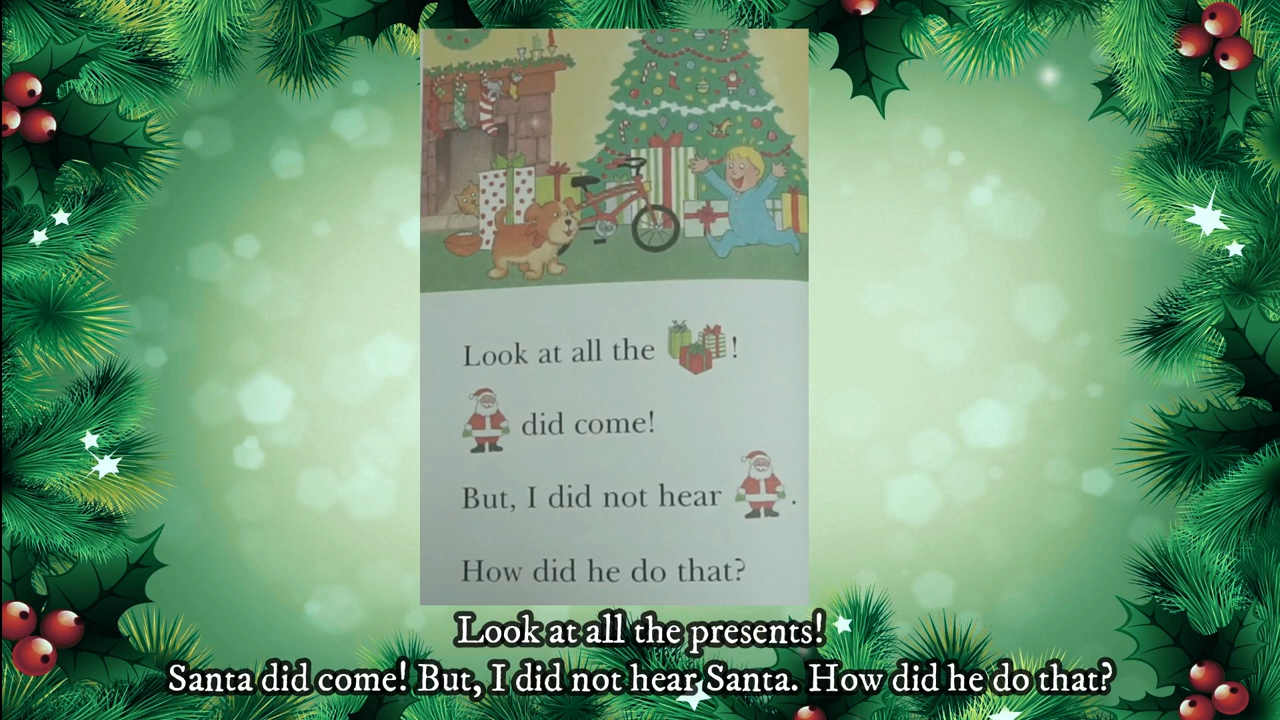 Look at all the !
did come!
But, I did not hear .
How did he do that?
Look at all the presents!
Santa did come! But, I did not hear Santa. How did he do that?